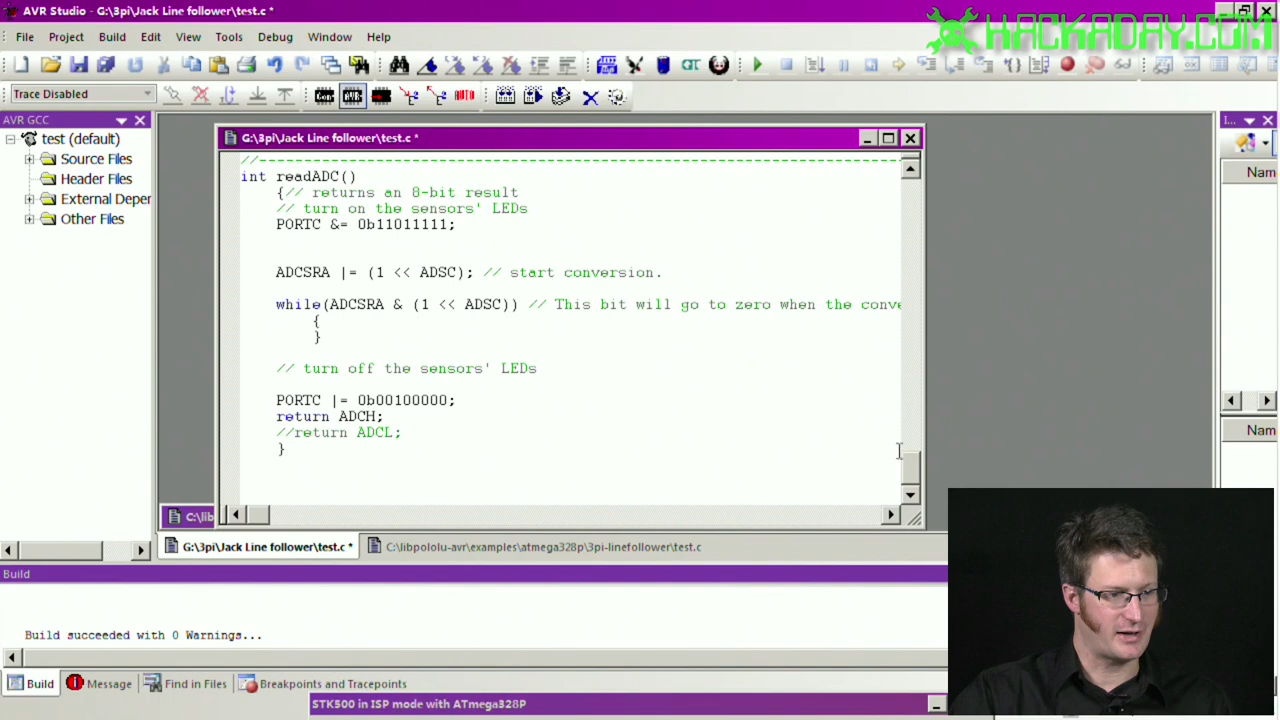 AVR Studio - G:\3pi\Jack Line follower\test.c *
HACKADAY.COM
File Project Build Edit View Tools Debug Window Help
Trace Disabled
AVR GCC
test (default)
Source Files
Header Files
External Deper
Other Files
G:\3pi\Jack Line follower\test.c *
//-----------------------------------------------------------------------
int readADC()
{// returns an 8-bit result
// turn on the sensors' LEDs
PORTC &= 0b11011111;
ADCSRA |= (1 << ADSC); // start conversion.
while(ADCSRA & (1 << ADSC)) // This bit will go to zero when the conve
{
}
// turn off the sensors' LEDs
PORTC |= 0b00100000;
return ADCH;
//return ADCL;
}
I...
Nam
Nam
C:\lib
G:\3pi\Jack Line follower\test.c *
C:\libpololu-avr\examples\atmega328p\3pi-linefollower\test.c
Build
Build succeeded with 0 Warnings...
Build Message Find in Files Breakpoints and Tracepoints
STK500 in ISP mode with ATmega328P